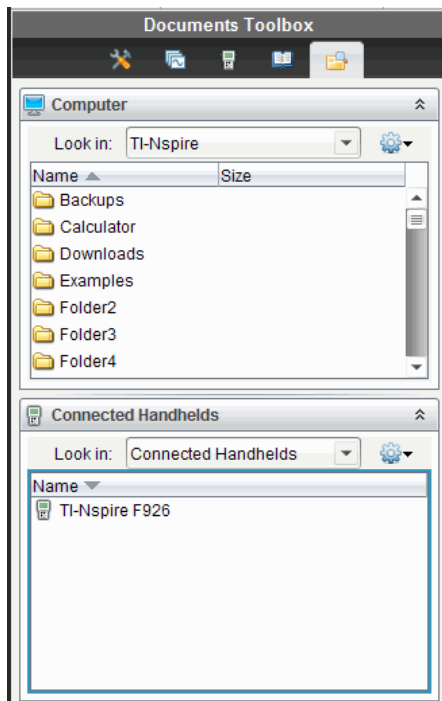 Documents Toolbox
Computer
Look in: TI-Nspire
Name Size
Backups
Calculator
Downloads
Examples
Folder2
Folder3
Folder4
Connected Handhelds
Look in: Connected Handhelds
Name
TI-Nspire F926